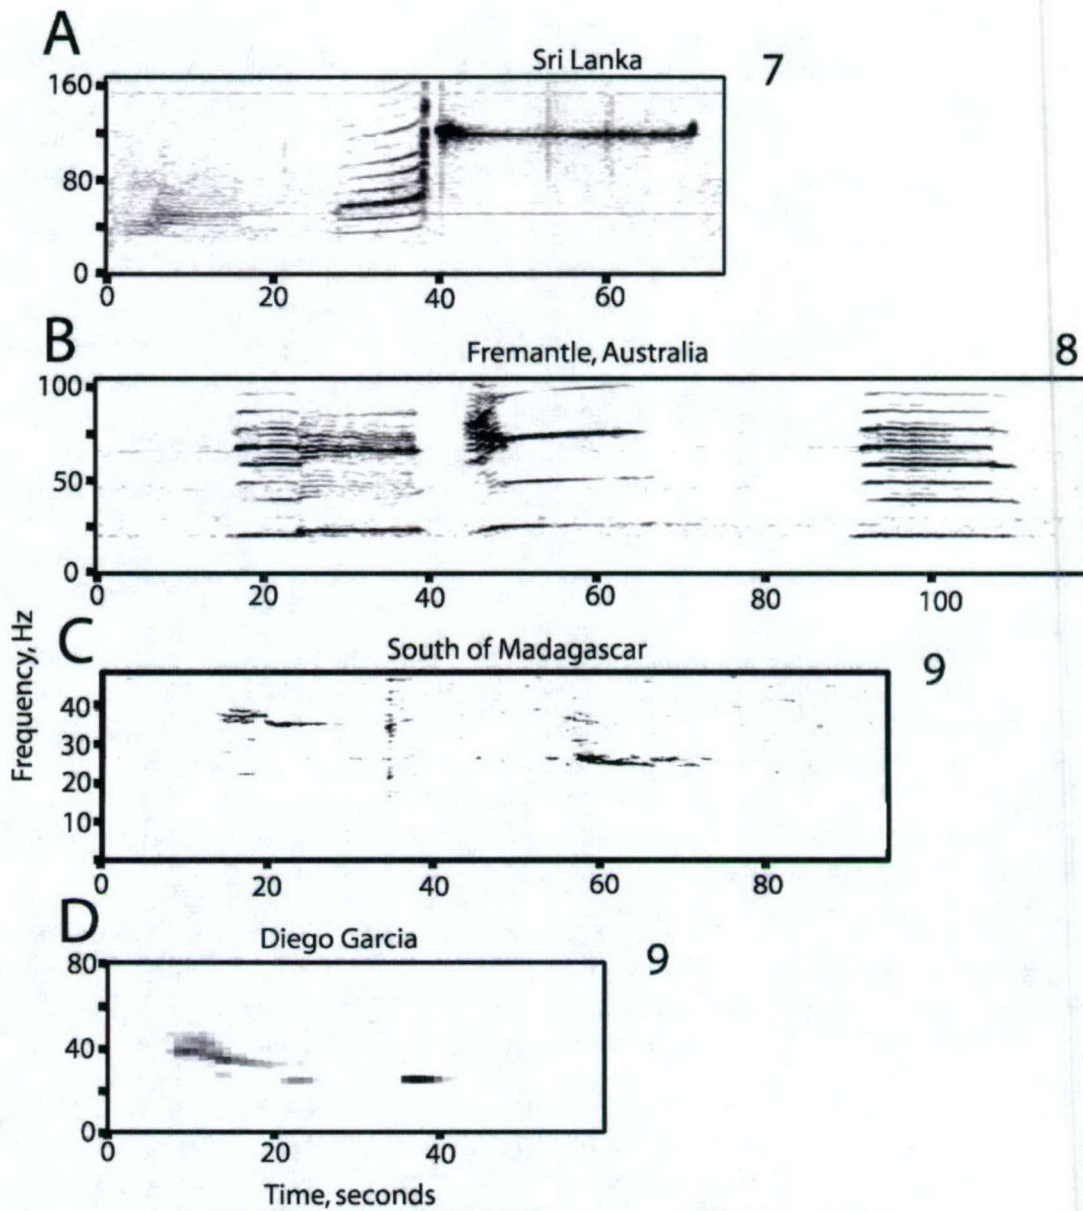 A
Sri Lanka
7
160
80
0
0 20 40 60
B
Fremantle, Australia
8
100
50
0
0 20 40 60 80 100
Frequency, Hz
C
South of Madagascar
9
40
30
20
10
0 20 40 60 80
D
Diego Garcia
9
80
40
0
0 20 40
Time, seconds